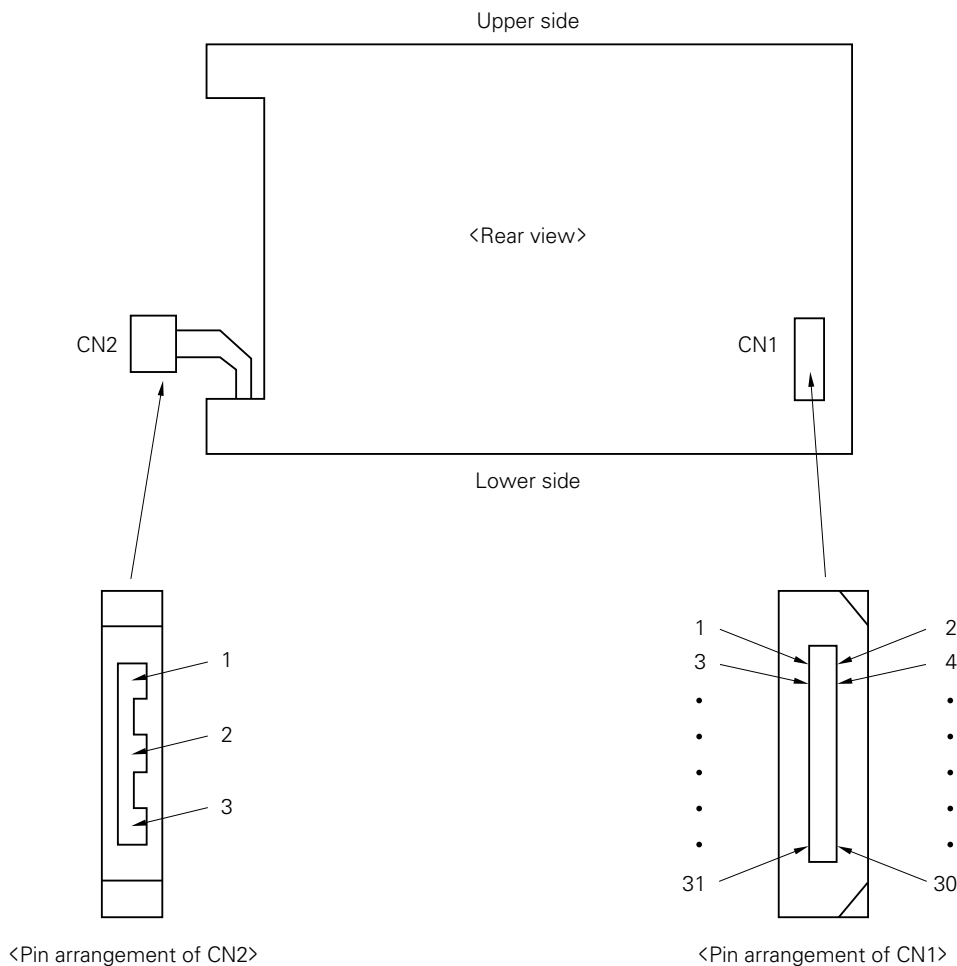 Upper side
<Rear view>
CN2
CN1
Lower side
1
2
3
1
2
3
4
31
30
<Pin arrangement of CN2>
<Pin arrangement of CN1>